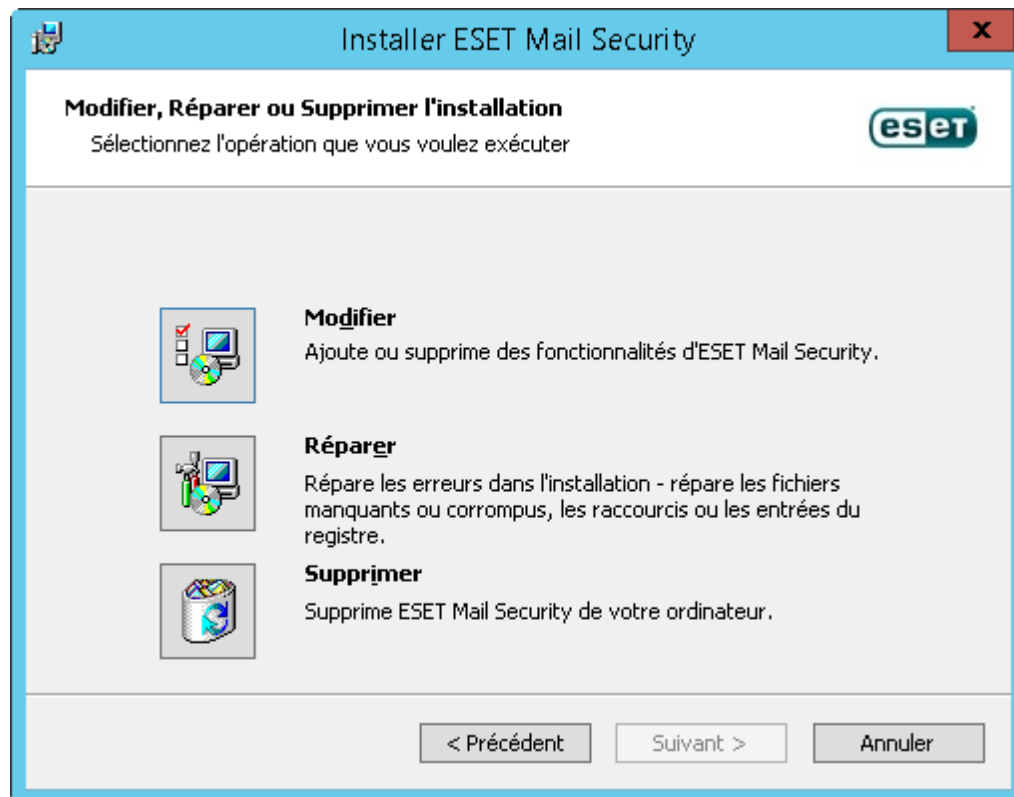 Installer ESET Mail Security
x
Modifier, Réparer ou Supprimer l'installation
Sélectionnez l'opération que vous voulez exécuter
eseT
Modifier
Ajoute ou supprime des fonctionnalités d'ESET Mail Security.
Réparer
Répare les erreurs dans l'installation - répare les fichiers
manquants ou corrompus, les raccourcis ou les entrées du
registre.
Supprimer
Supprime ESET Mail Security de votre ordinateur.
< Précédent
Suivant >
Annuler